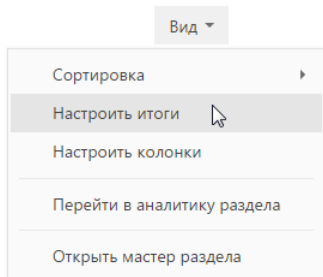 Вид
Сортировка
Настроить итоги
Настроить колонки
Перейти в аналитику раздела
Открыть мастер раздела